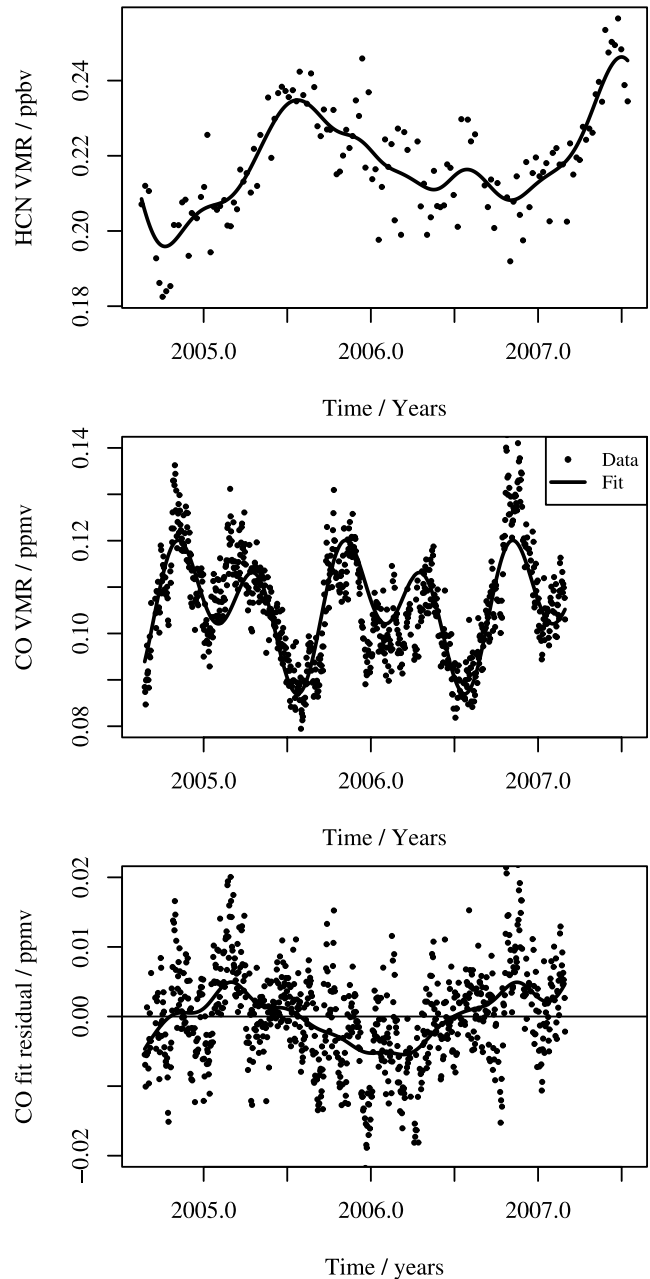 HCN VMR / ppbv
0.24
0.22
0.20
0.18
2005.0 2006.0 2007.0
Time / Years
CO VMR / ppmv
0.14
0.12
0.10
0.08
Data
Fit
2005.0 2006.0 2007.0
Time / Years
CO fit residual / ppmv
0.02
0.01
0.00
−0.02
2005.0 2006.0 2007.0
Time / years